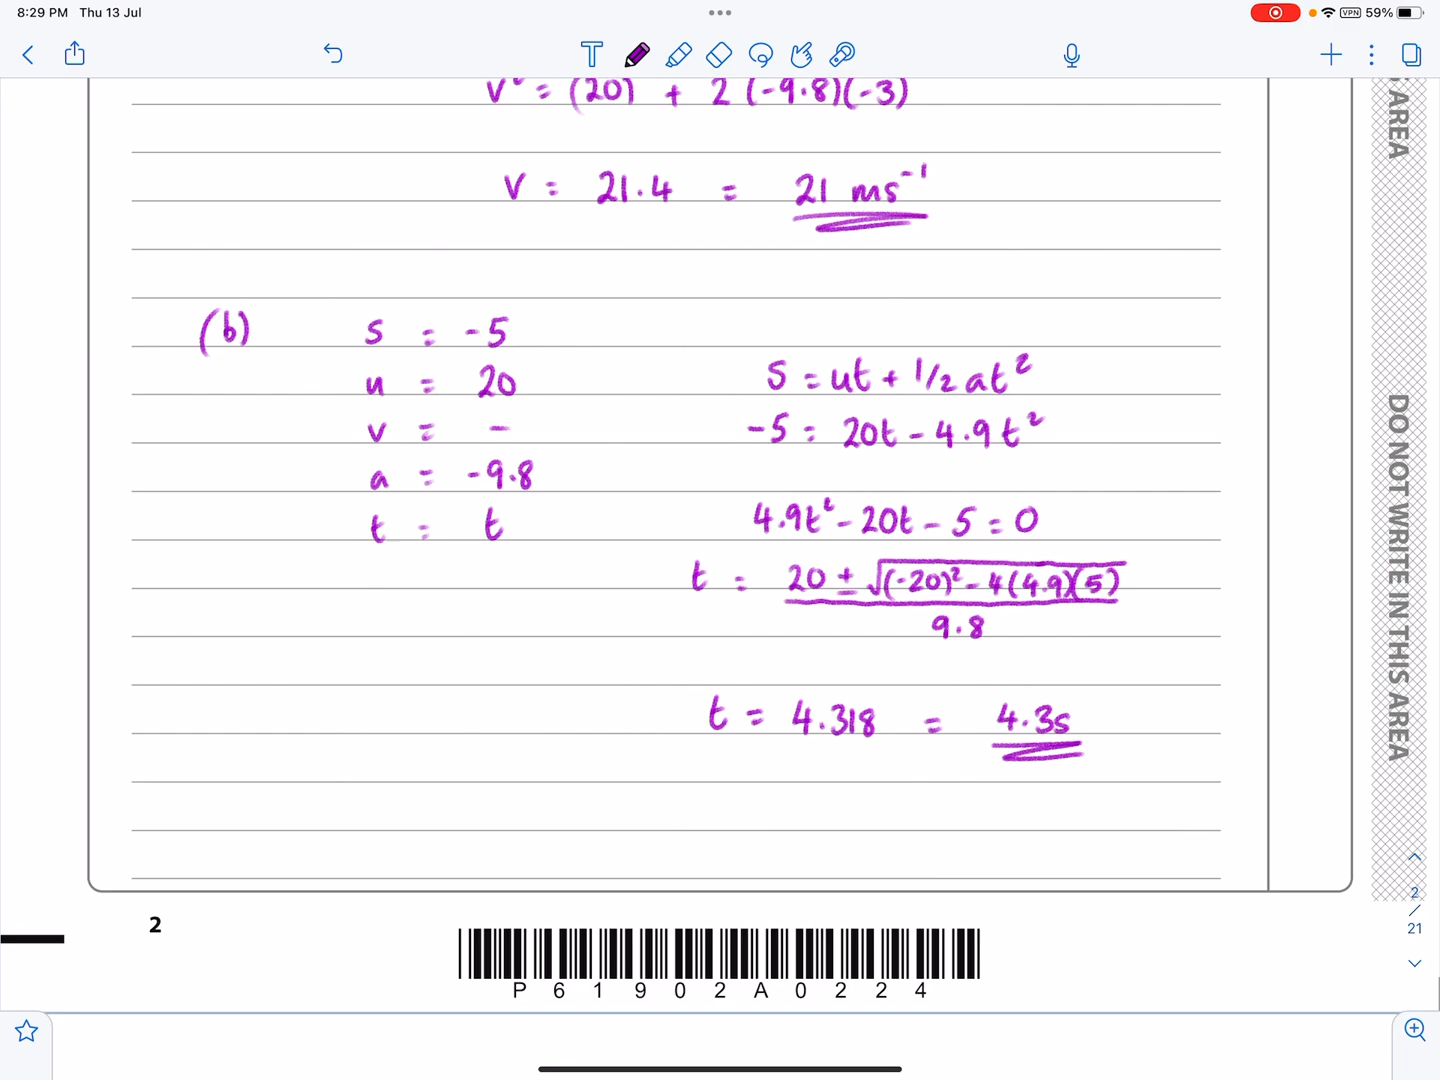 8:29 PM Thu 13 Jul
VPN 59%
v² = (20) + 2 (-9.8)(-3)
v = 21.4 = 21 ms⁻¹
(b)
s = -5
u = 20
v = -
a = -9.8
t = t
s = ut + 1/2 at²
-5 = 20t - 4.9t²
4.9t² - 20t - 5 = 0
t = 20 ± √(-20)² - 4(4.9)(5)
9.8
t = 4.318 = 4.3s
2
P 6 1 9 0 2 A 0 2 2 4
AREA
DO NOT WRITE IN THIS AREA
2
/
21